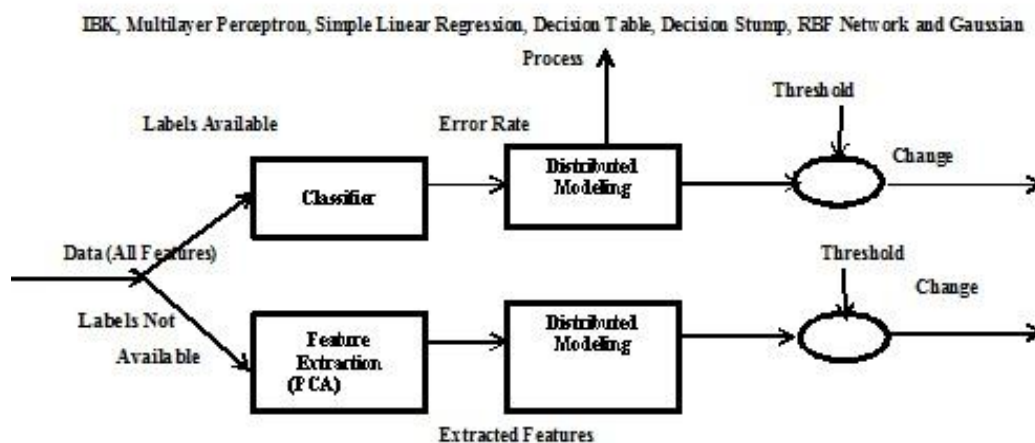 IBK, Multilayer Perceptron, Simple Linear Regression, Decision Table, Decision Stump, RBF Network and Gaussian
Process
Threshold
Labels Available
Error Rate
Distributed
Modeling
Change
Classifier
Data (All Features)
Threshold
Change
Labels Not
Available
Feature
Extraction
(PCA)
Distributed
Modeling
Extracted Features